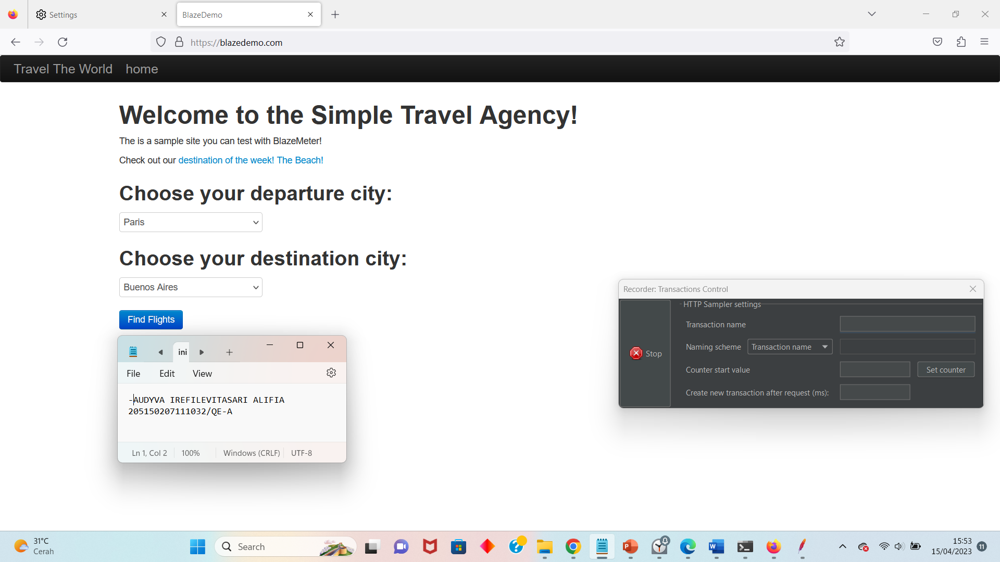 Settings
BlazeDemo
https://blazedemo.com
Travel The World home
Welcome to the Simple Travel Agency!
The is a sample site you can test with BlazeMeter!
Check out our destination of the week! The Beach!
Choose your departure city:
Paris
Choose your destination city:
Buenos Aires
Find Flights
ini
File Edit View
-AUDYVA IREFILEVITASARI ALIFIA
205150207111032/QE-A
Ln 1, Col 2 100% Windows (CRLF) UTF-8
Recorder: Transactions Control
HTTP Sampler settings
Stop
Transaction name
Naming scheme Transaction name
Counter start value Set counter
Create new transaction after request (ms):
31°C
Cerah
Search
15:53
15/04/2023
11